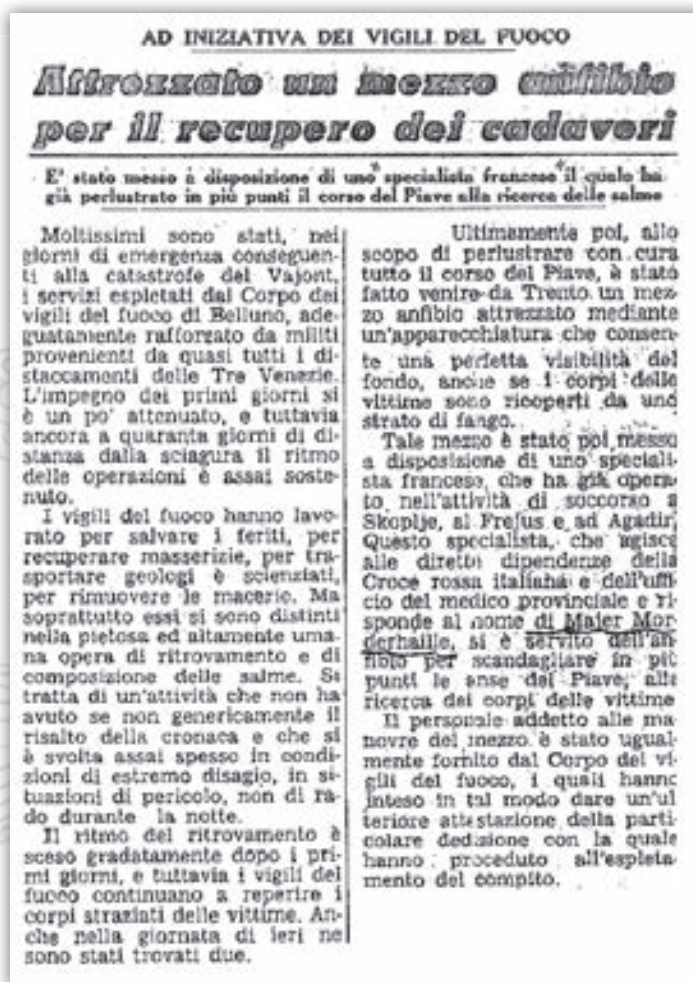 AD INIZIATIVA DEI VIGILI DEL FUOCO
Attrezzato un mezzo anfibio
per il recupero dei cadaveri
E' stato messo a disposizione di uno "specialista francese" il quale ha
già perlustrato in più punti il corso del Piave alla ricerca delle salme
Moltissimi sono stati, nei
giorni di emergenza conseguen-
ti alla catastrofe del Vajont,
i servizi espletati dal Corpo dei
vigili del fuoco di Belluno, ade-
guatamente rafforzato da militi
provenienti da quasi tutti i di-
staccamenti delle Tre Venezie.
L'impegno dei primi giorni si
è un po' attenuato, e tuttavia
ancora a quaranta giorni di di-
stanza dalla sciagura il ritmo
delle operazioni è assai soste-
nuto.
I vigili del fuoco hanno lavo-
rato per salvare i feriti, per
recuperare masserizie, per tra-
sportare geologi e scienziati,
per rimuovere le macerie. Ma
soprattutto essi si sono distinti
nella pietosa ed altamente uma-
na opera di ritrovamento e di
composizione delle salme. Si
tratta di un'attività che non ha
avuto se non genericamente il
risalto della cronaca e che si
è svolta assai spesso in condi-
zioni di estremo disagio, in si-
tuazioni di pericolo, non di ra-
do durante la notte.
Il ritmo del ritrovamento è
sceso gradatamente dopo i pri-
mi giorni, e tuttavia i vigili del
fuoco continuano a reperire i
corpi straziati delle vittime. An-
che nella giornata di ieri ne
sono stati trovati due.
Ultimamente poi, allo
scopo di perlustrare con cura
tutto il corso del Piave, è stato
fatto venire da Trento un mez-
zo anfibio attrezzato mediante
un'apparecchiatura che consen-
te una perfetta visibilità del
fondo, anche se i corpi delle
vittime sono ricoperti da uno
strato di fango.
Tale mezzo è stato poi messo
a disposizione di uno speciali-
sta francese, che ha già opera-
to nell'attività di soccorso a
Skoplje, al Frejus e ad Agadir.
Questo specialista, che agisce
alle dirette dipendenze della
Croce rossa italiana e dell'uffi-
cio del medico provinciale e ri-
sponde al nome di Majer Mor
derhaille, si è servito dell'an-
fibio per scandagliare in più
punti le anse del Piave, alla
ricerca dei corpi delle vittime
Il personale addetto alle ma-
novre del mezzo è stato ugual-
mente fornito dal Corpo dei vi-
gili del fuoco, i quali hanno
inteso in tal modo dare un'ul
teriore attestazione della parti-
colare dedizione con la quale
hanno proceduto all'espleta-
mento del compito.